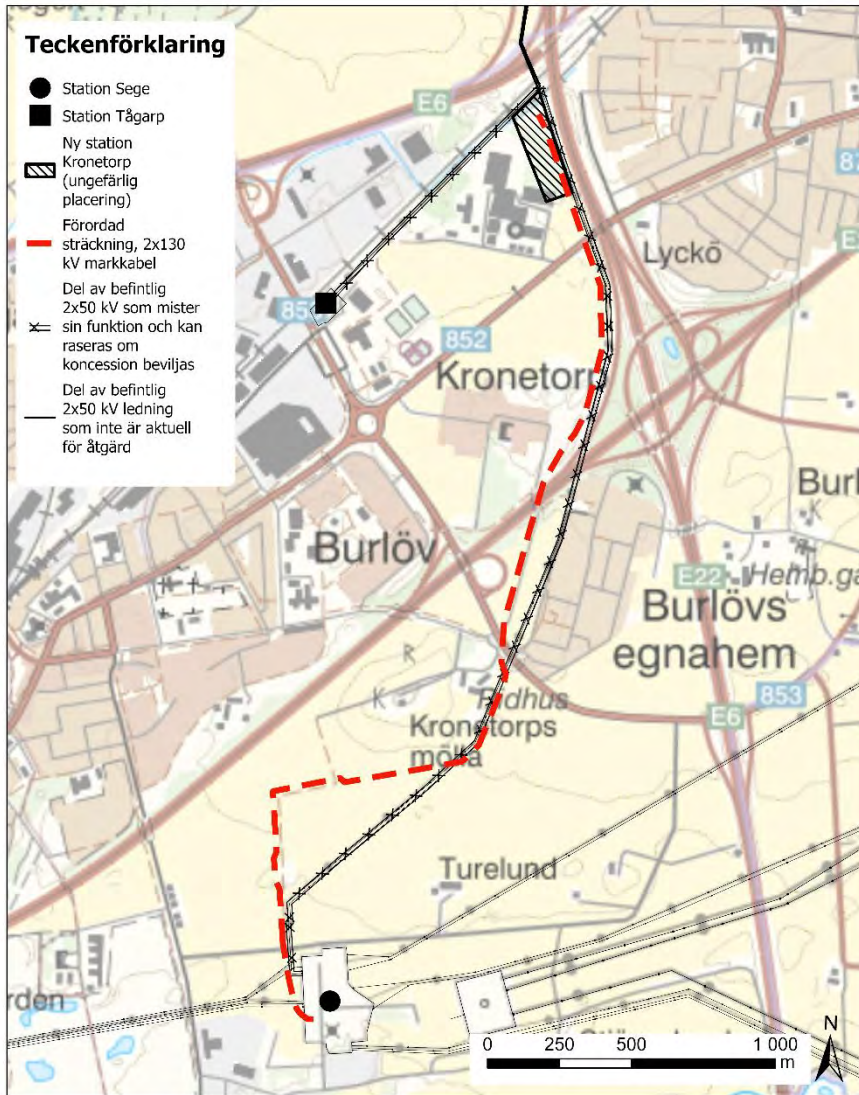 Teckenförklaring
Station Sege
Station Tågarp
Ny station
Kronetorp
(ungefärlig
placering)
Förordad
sträckning, 2x130
kV markkabel
Del av befintlig
2x50 kV som mister
sin funktion och kan
raseras om
koncession beviljas
Del av befintlig
2x50 kV ledning
som inte är aktuell
för åtgärd
E6
Lyckö
852
Kronetorp
Burlöv
E22
Hemb.gå
K
Burlövs
egnahem
R
K
Ridhus
853
Kronetorps
mölla
E6
Turelund
rden
N
0 500 1 000
m